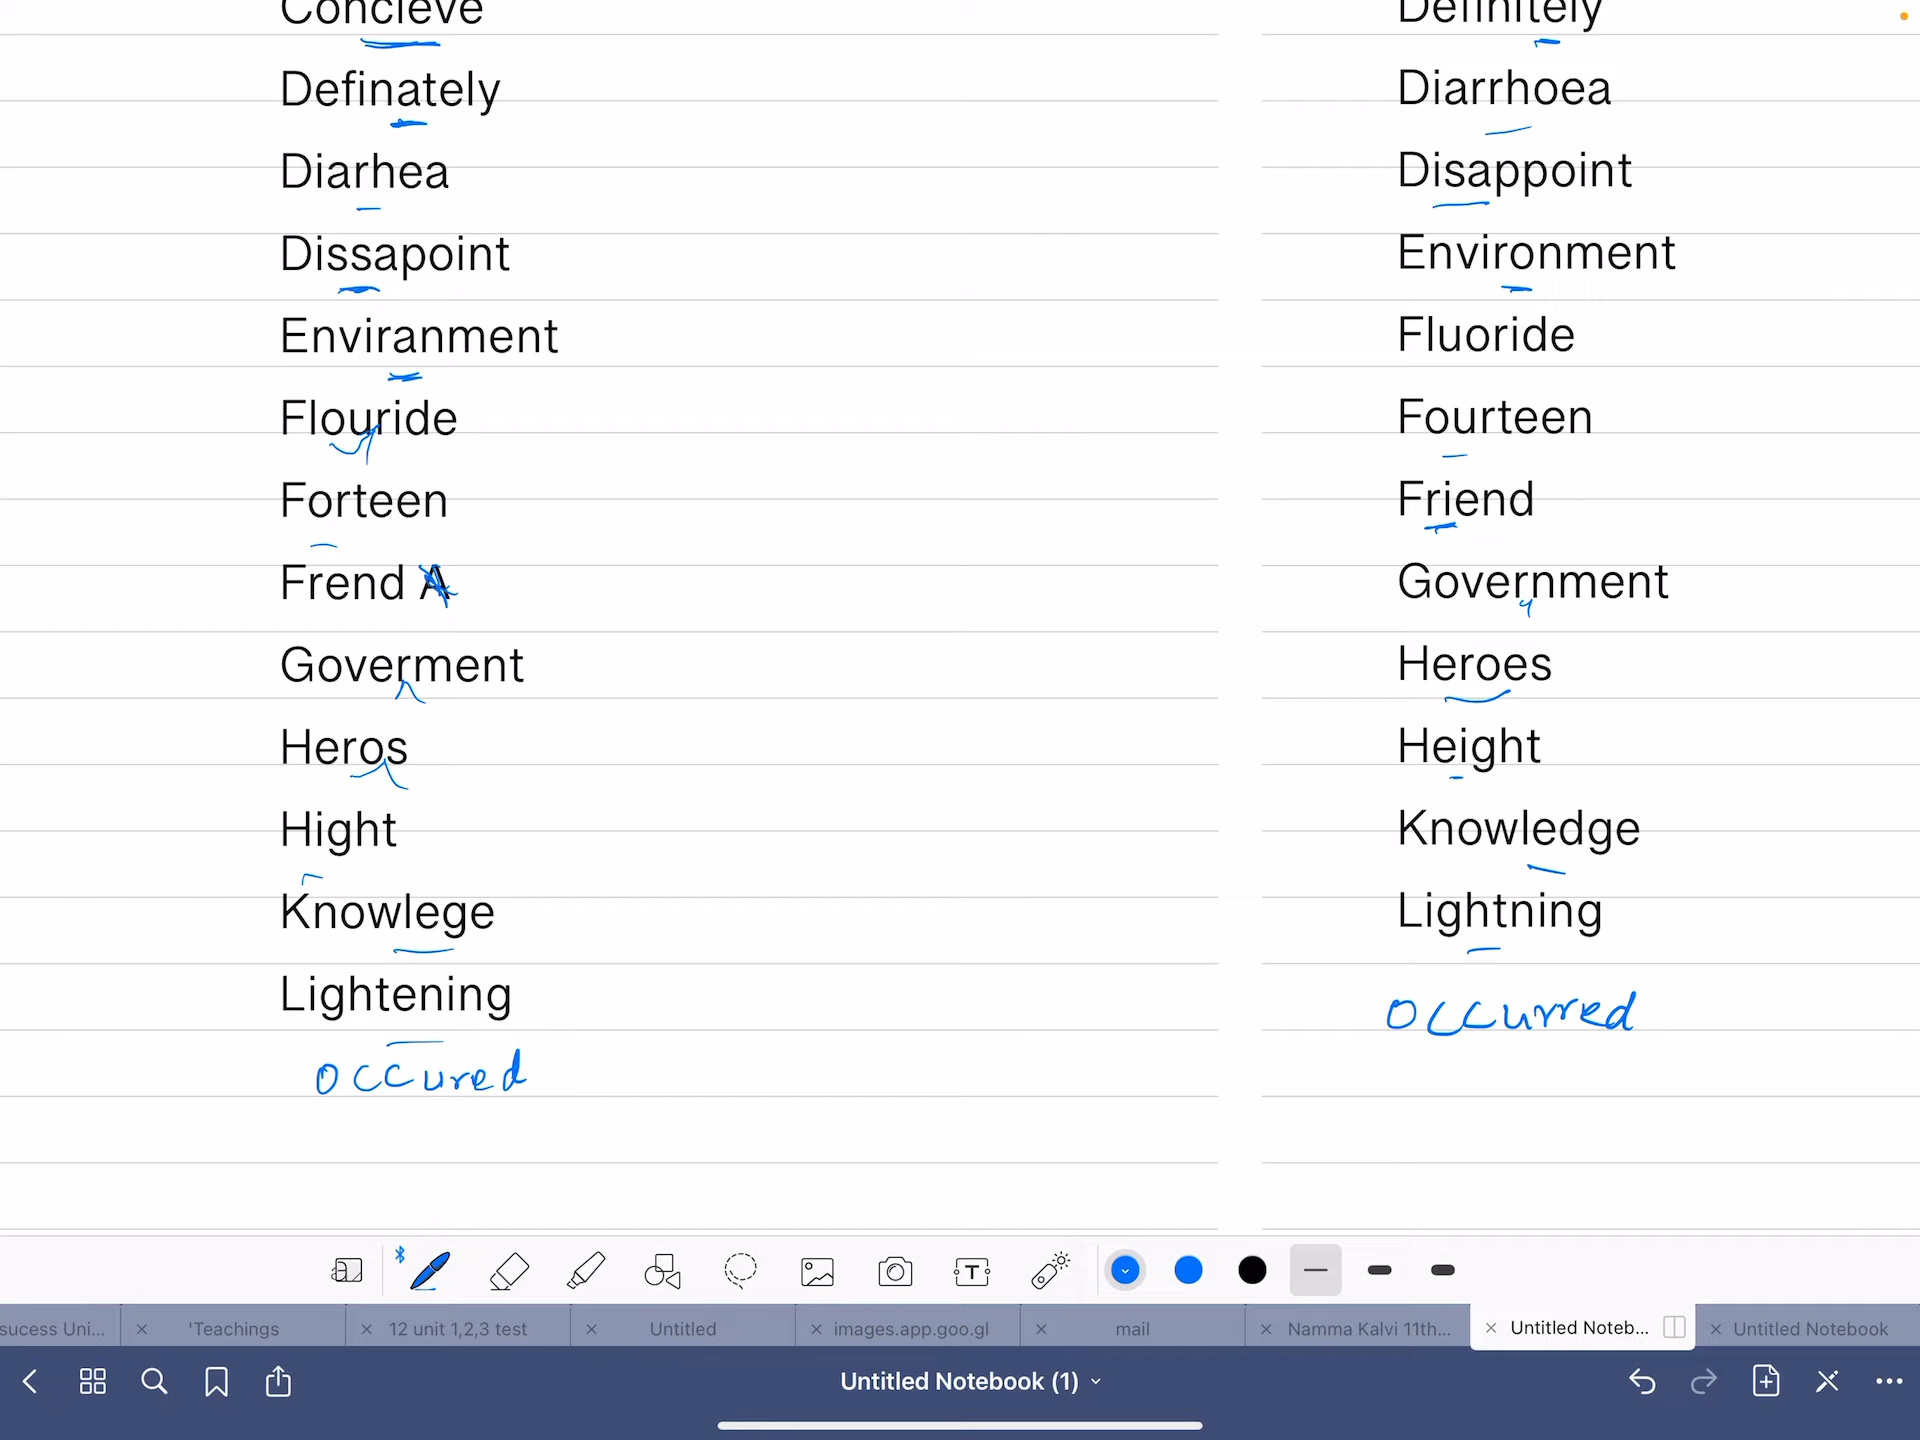 Concieve
Definately
Diarhea
Dissapoint
Enviranment
Flouride
Forteen
Frend A
Goverment
Heros
Hight
Knowlege
Lightening
occured
Definitely
Diarrhoea
Disappoint
Environment
Fluoride
Fourteen
Friend
Government
Heroes
Height
Knowledge
Lightning
occurred
sucess Uni... 'Teachings 12 unit 1,2,3 test Untitled images.app.goo.gl mail Namma Kalvi 11th... Untitled Noteb... Untitled Notebook
Untitled Notebook (1)